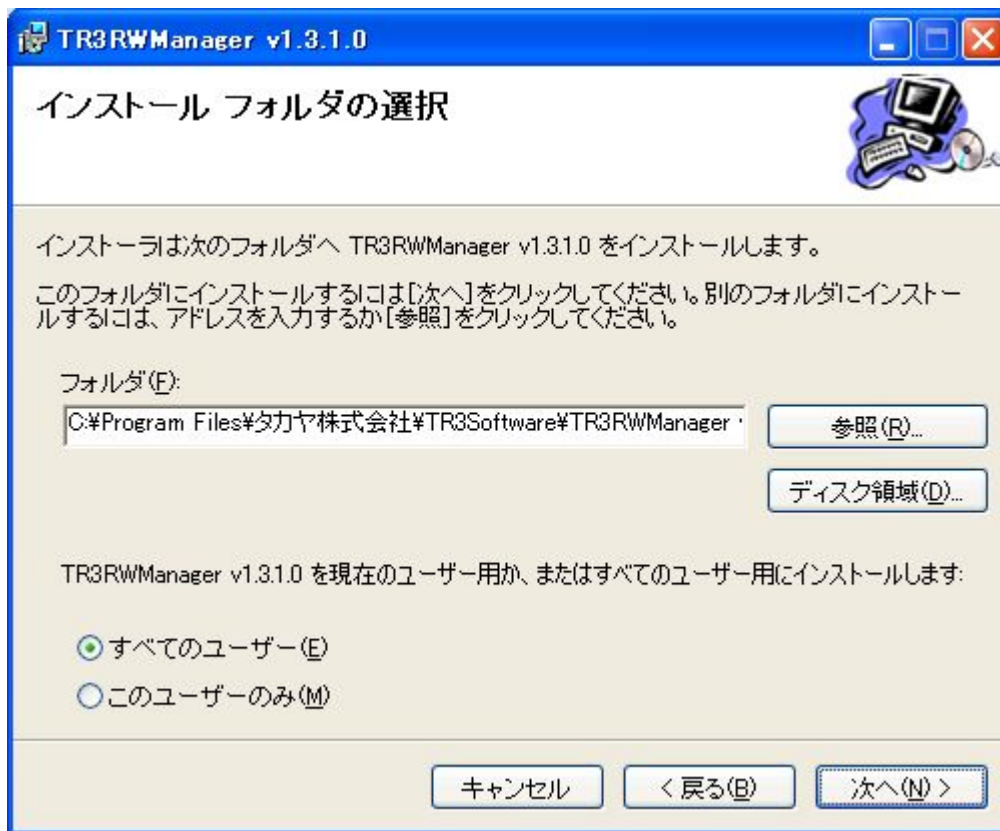 TR3RWManager v1.3.1.0
インストール フォルダの選択
インストーラは次のフォルダへ TR3RWManager v1.3.1.0 をインストールします。
このフォルダにインストールするには[次へ]をクリックしてください。別のフォルダにインストー
ルするには、アドレスを入力するか[参照]をクリックしてください。
フォルダ(F):
C:¥Program Files¥タカヤ株式会社¥TR3Software¥TR3RWManager
参照(R)...
ディスク領域(D)...
TR3RWManager v1.3.1.0 を現在のユーザー用か、またはすべてのユーザー用にインストールします:
すべてのユーザー(E)
このユーザーのみ(M)
キャンセル
< 戻る(B)
次へ(N) >